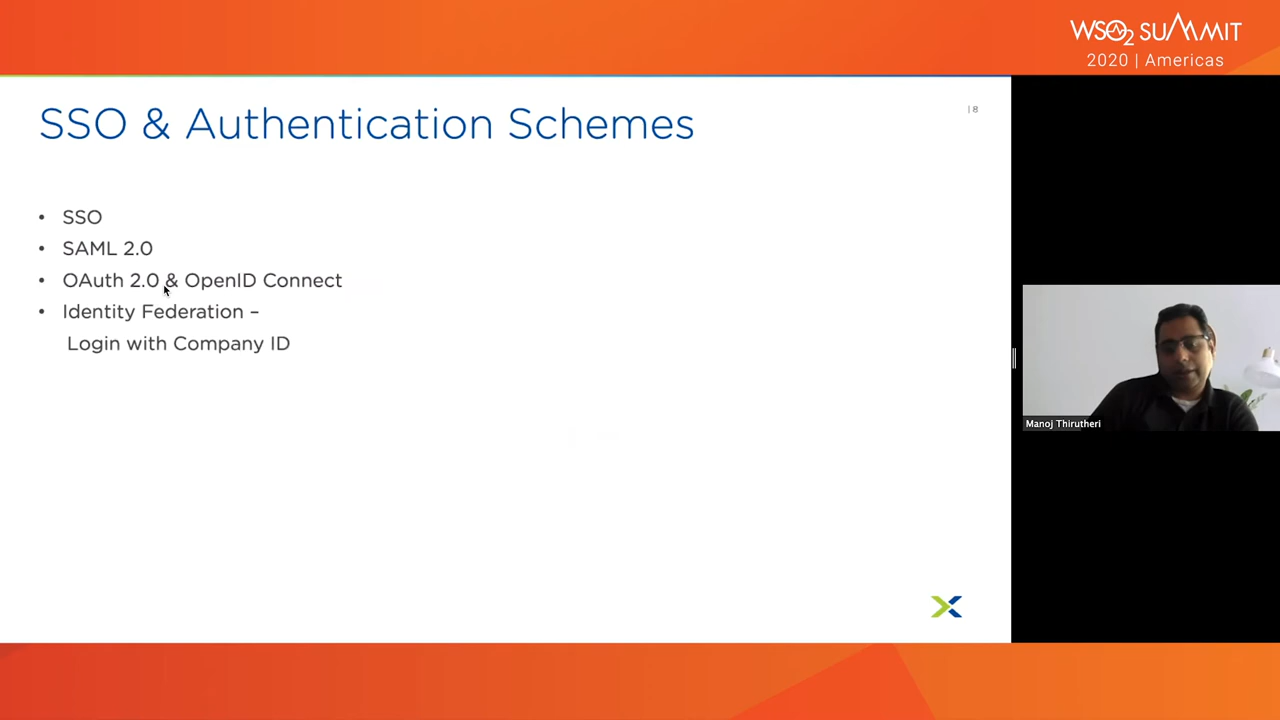 WSO2 SUMMIT
2020 | Americas
SSO & Authentication Schemes
| 8
• SSO
• SAML 2.0
• OAuth 2.0 & OpenID Connect
• Identity Federation –
Login with Company ID
Manoj Thirutheri